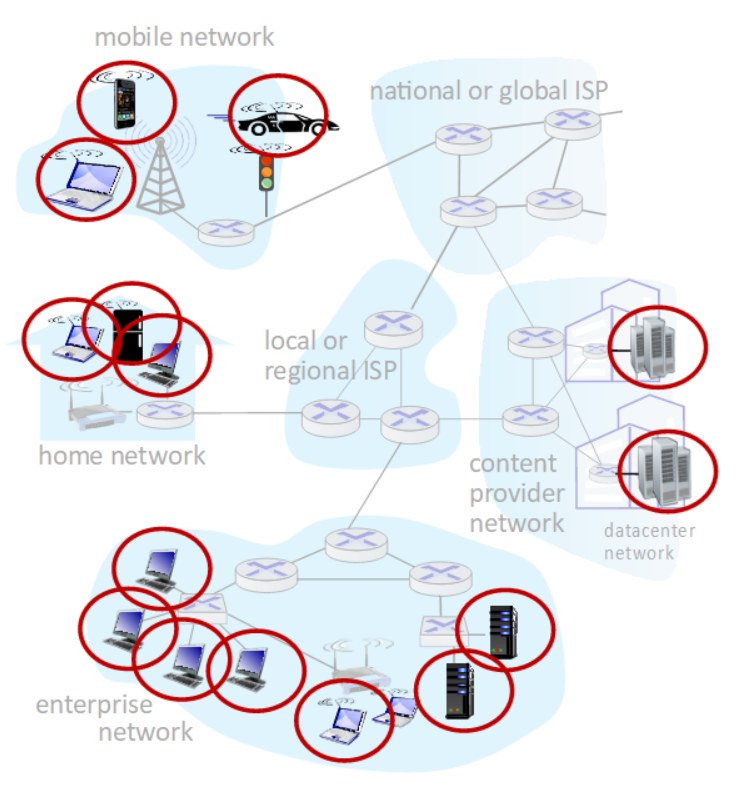 mobile network
national or global ISP
local or
regional ISP
home network
content
provider
network
datacenter
network
enterprise
network